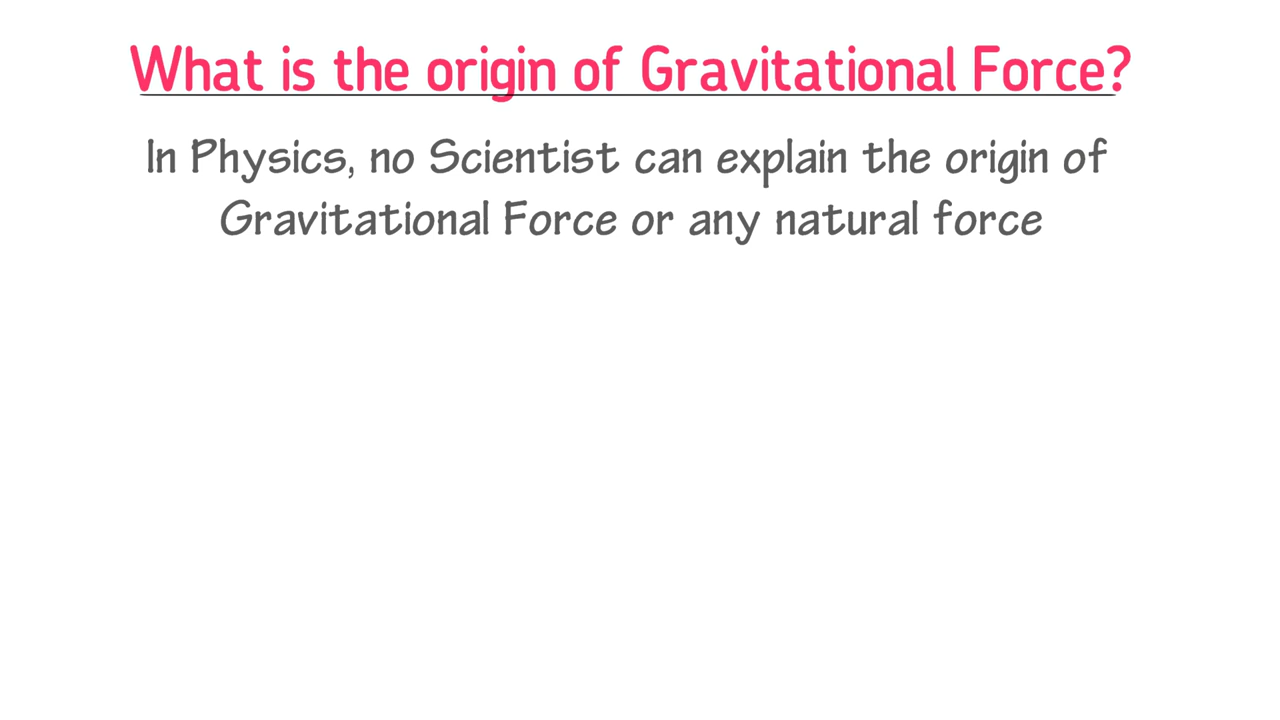 What is the origin of Gravitational Force?
In Physics, no Scientist can explain the origin of
Gravitational Force or any natural force